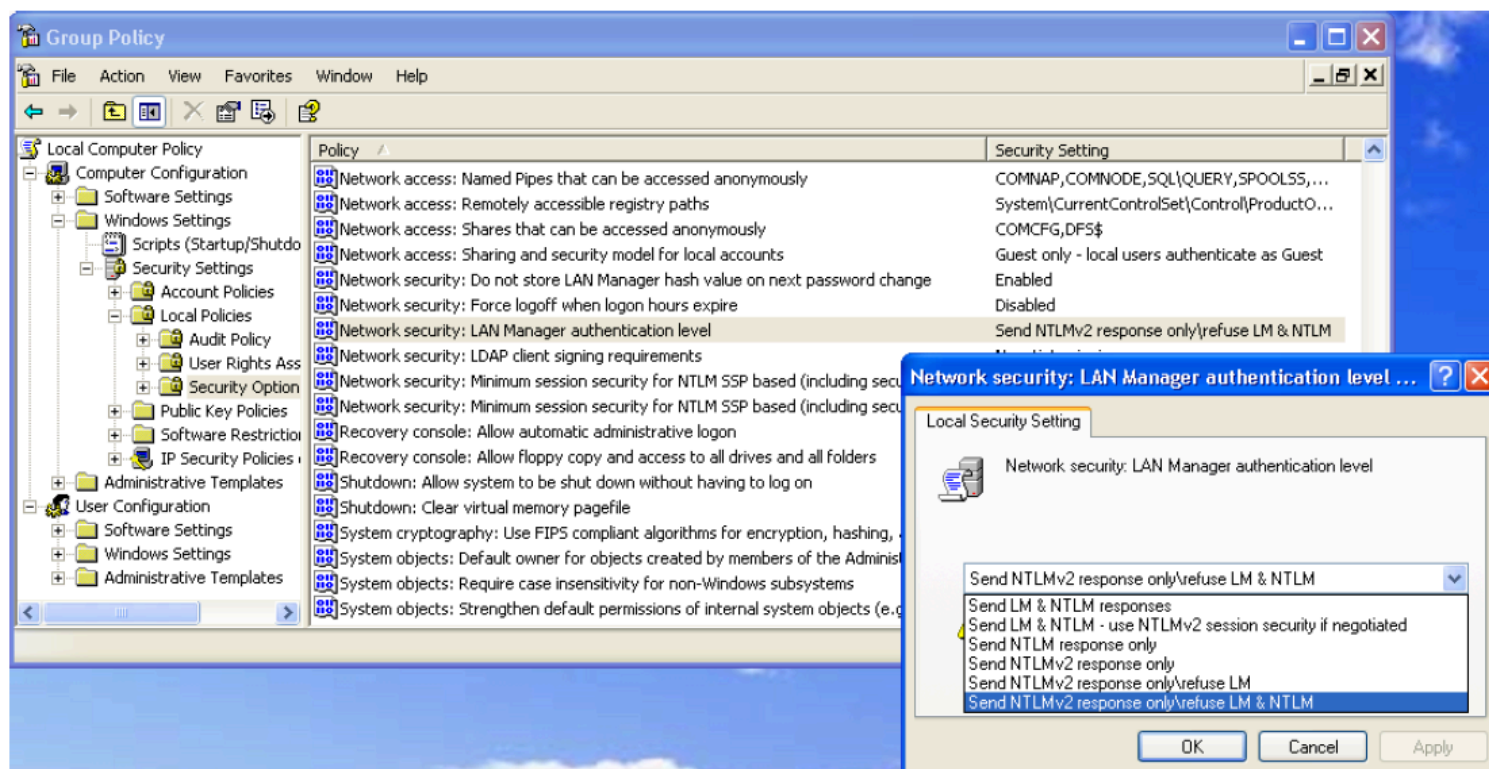 Group Policy
File Action View Favorites Window Help
Local Computer Policy
Computer Configuration
Software Settings
Windows Settings
Scripts (Startup/Shutdo
Security Settings
Account Policies
Local Policies
Audit Policy
User Rights Ass
Security Option
Public Key Policies
Software Restriction
IP Security Policies
Administrative Templates
User Configuration
Software Settings
Windows Settings
Administrative Templates
Policy Security Setting
Network access: Named Pipes that can be accessed anonymously COMNAP,COMNODE,SQL\QUERY,SPOOLSS,...
Network access: Remotely accessible registry paths System\CurrentControlSet\Control\ProductO...
Network access: Shares that can be accessed anonymously COMCFG,DFS$
Network access: Sharing and security model for local accounts Guest only - local users authenticate as Guest
Network security: Do not store LAN Manager hash value on next password change Enabled
Network security: Force logoff when logon hours expire Disabled
Network security: LAN Manager authentication level Send NTLMv2 response only\refuse LM & NTLM
Network security: LDAP client signing requirements
Network security: Minimum session security for NTLM SSP based (including secu
Network security: Minimum session security for NTLM SSP based (including secu
Recovery console: Allow automatic administrative logon
Recovery console: Allow floppy copy and access to all drives and all folders
Shutdown: Allow system to be shut down without having to log on
Shutdown: Clear virtual memory pagefile
System cryptography: Use FIPS compliant algorithms for encryption, hashing,
System objects: Default owner for objects created by members of the Adminis
System objects: Require case insensitivity for non-Windows subsystems
System objects: Strengthen default permissions of internal system objects (e.g
Network security: LAN Manager authentication level ...
Local Security Setting
Network security: LAN Manager authentication level
Send NTLMv2 response only\refuse LM & NTLM
Send LM & NTLM responses
Send LM & NTLM - use NTLMv2 session security if negotiated
Send NTLM response only
Send NTLMv2 response only
Send NTLMv2 response only\refuse LM
Send NTLMv2 response only\refuse LM & NTLM
OK Cancel Apply